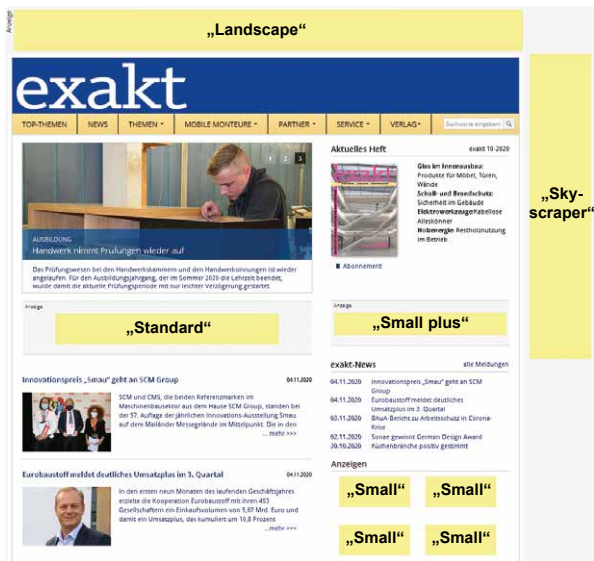 Anzeige
„Landscape“
exakt
TOP-THEMEN NEWS THEMEN MOBILE MONTEURE PARTNER SERVICE VERLAG Suchworte eingeben!
1 2 3
AUSBILDUNG
Handwerk nimmt Prüfungen wieder auf
Das Prüfungswesen bei den Handwerkskammern und den Handwerksinnungen ist wieder
angelaufen. Für den Ausbildungsjahrgang, der im Sommer 2020 die Lehrzeit beendet,
wurde damit die aktuelle Prüfungsperiode mit nur leichter Verzögerung gestartet.
Aktuelles Heft exakt 10-2020
exakt
Glas im Innenausbau:
Produkte für Möbel, Türen,
Wände
Schall- und Brandschutz:
Sicherheit im Gebäude
Elektrowerkzeuge:Kabellose
Alleskönner
Holzenergie: Restholznutzung
im Betrieb
Abonnement
„Sky-
scraper“
Anzeige
„Standard“
Anzeige
„Small plus“
Innovationspreis „Smau“ geht an SCM Group 04.11.2020
SCM und CMS, die beiden Referenzmarken im
Maschinenbausektor aus dem Hause SCM Group, standen bei
der 57. Auflage der jährlichen Innovations-Ausstellung Smau
auf dem Mailänder Messegelände im Mittelpunkt. Die in den
... mehr >>>
Eurobaustoff meldet deutliches Umsatzplus im 3. Quartal 04.11.2020
In den ersten neun Monaten des laufenden Geschäftsjahres
erzielte die Kooperation Eurobaustoff mit ihren 453
Gesellschaftern ein Einkaufsvolumen von 5,67 Mrd. Euro und
damit ein Umsatzplus, das kumuliert um 10,8 Prozent
...mehr >>>
exakt-News alle Meldungen
04.11.2020 Innovationspreis „Smau“ geht an SCM
Group
04.11.2020 Eurobaustoff meldet deutliches
Umsatzplus im 3. Quartal
03.11.2020 BAuA-Bericht zu Arbeitsschutz in Corona-
Krise
02.11.2020 Sonae gewinnt German Design Award
30.10.2020 Küchenbranche positiv gestimmt
Anzeigen
„Small“ „Small“
„Small“ „Small“